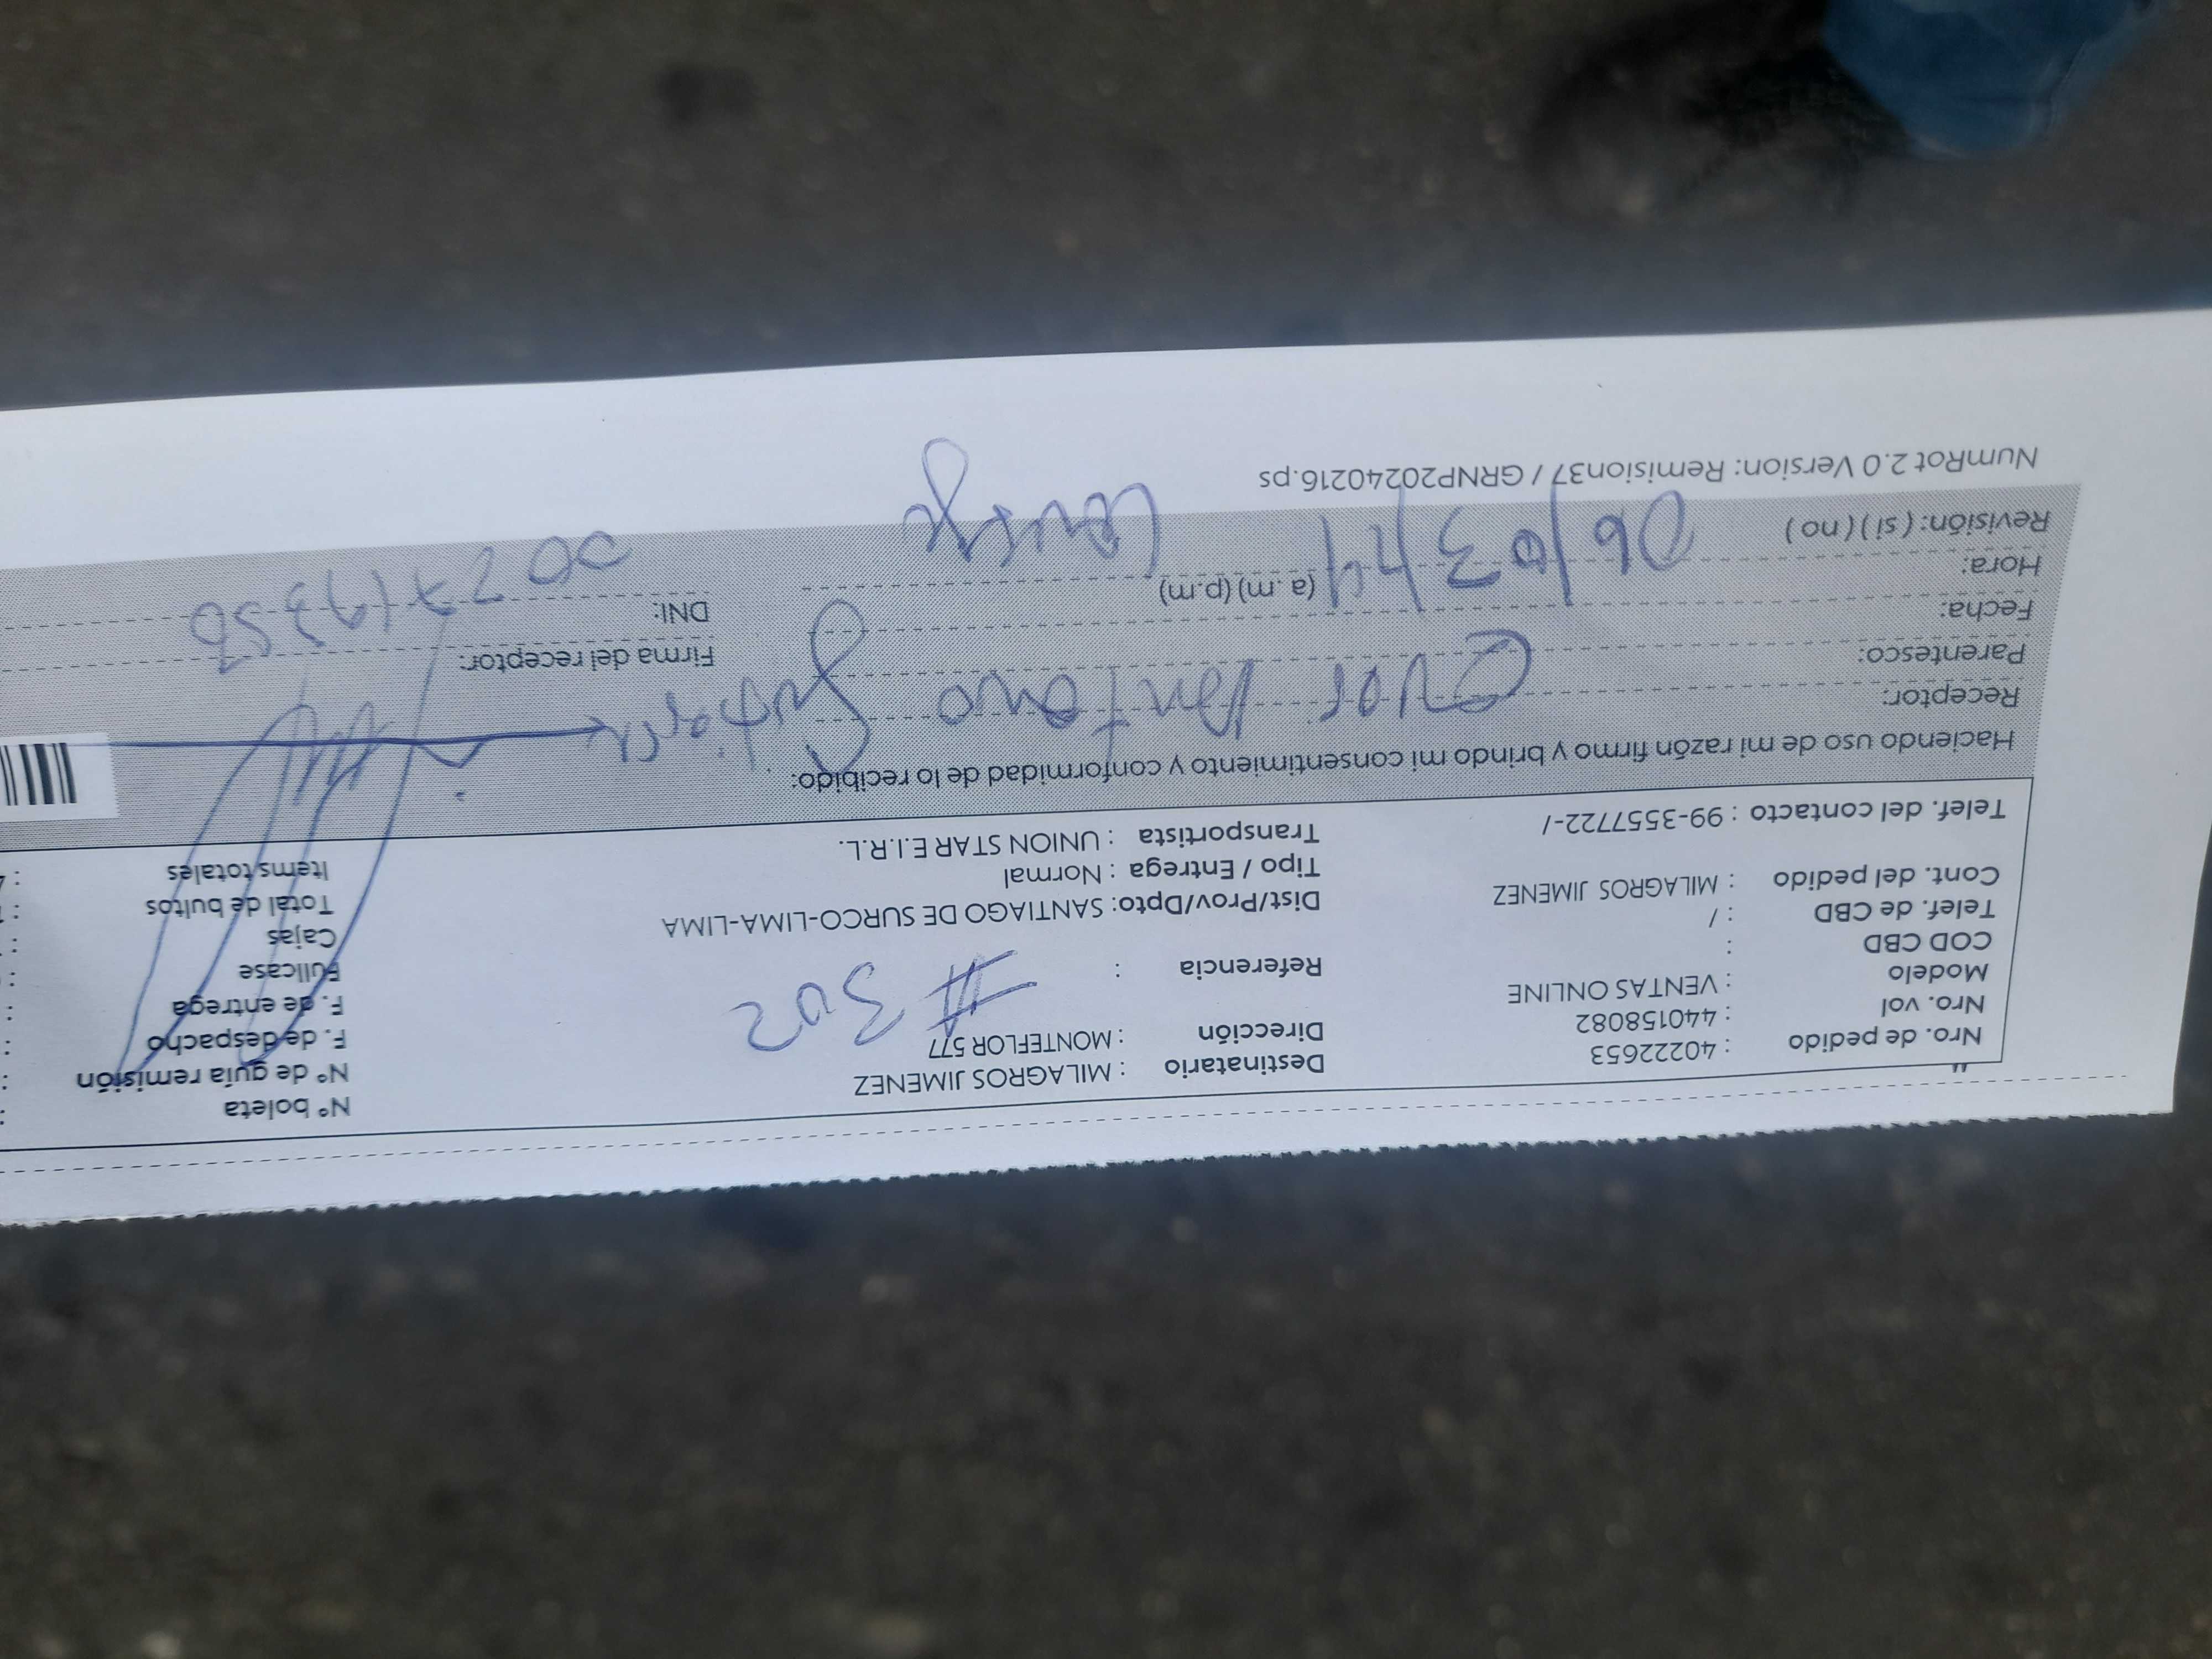 Nro. de pedido : 40222653
Nro. vol : 440158082
Modelo : VENTAS ONLINE
COD CBD :
Telef. de CBD : /
Cont. del pedido : MILAGROS JIMENEZ
Telef. del contacto : 99-3557722-/
Destinatario : MILAGROS JIMENEZ
Dirección : MONTEFLOR 577
# 302
Referencia :
Dist/Prov/Dpto: SANTIAGO DE SURCO-LIMA-LIMA
Tipo / Entrega : Normal
Transportista : UNION STAR E.I.R.L.
N° boleta :
N° de guía remisión :
F. de despacho :
F. de entrega :
Fullcase :
Cajas :
Total de bultos :
Items totales :
Haciendo uso de mi razón firmo y brindo mi consentimiento y conformidad de lo recibido:
Receptor:
Parentesco:
Fecha:
Hora: (a. m) (p.m)
Revisión: ( si ) ( no )
Antonio
06/03/24
Firma del receptor:
DNI:
NumRot 2.0 Version: Remision37 / GRNP20240216.ps